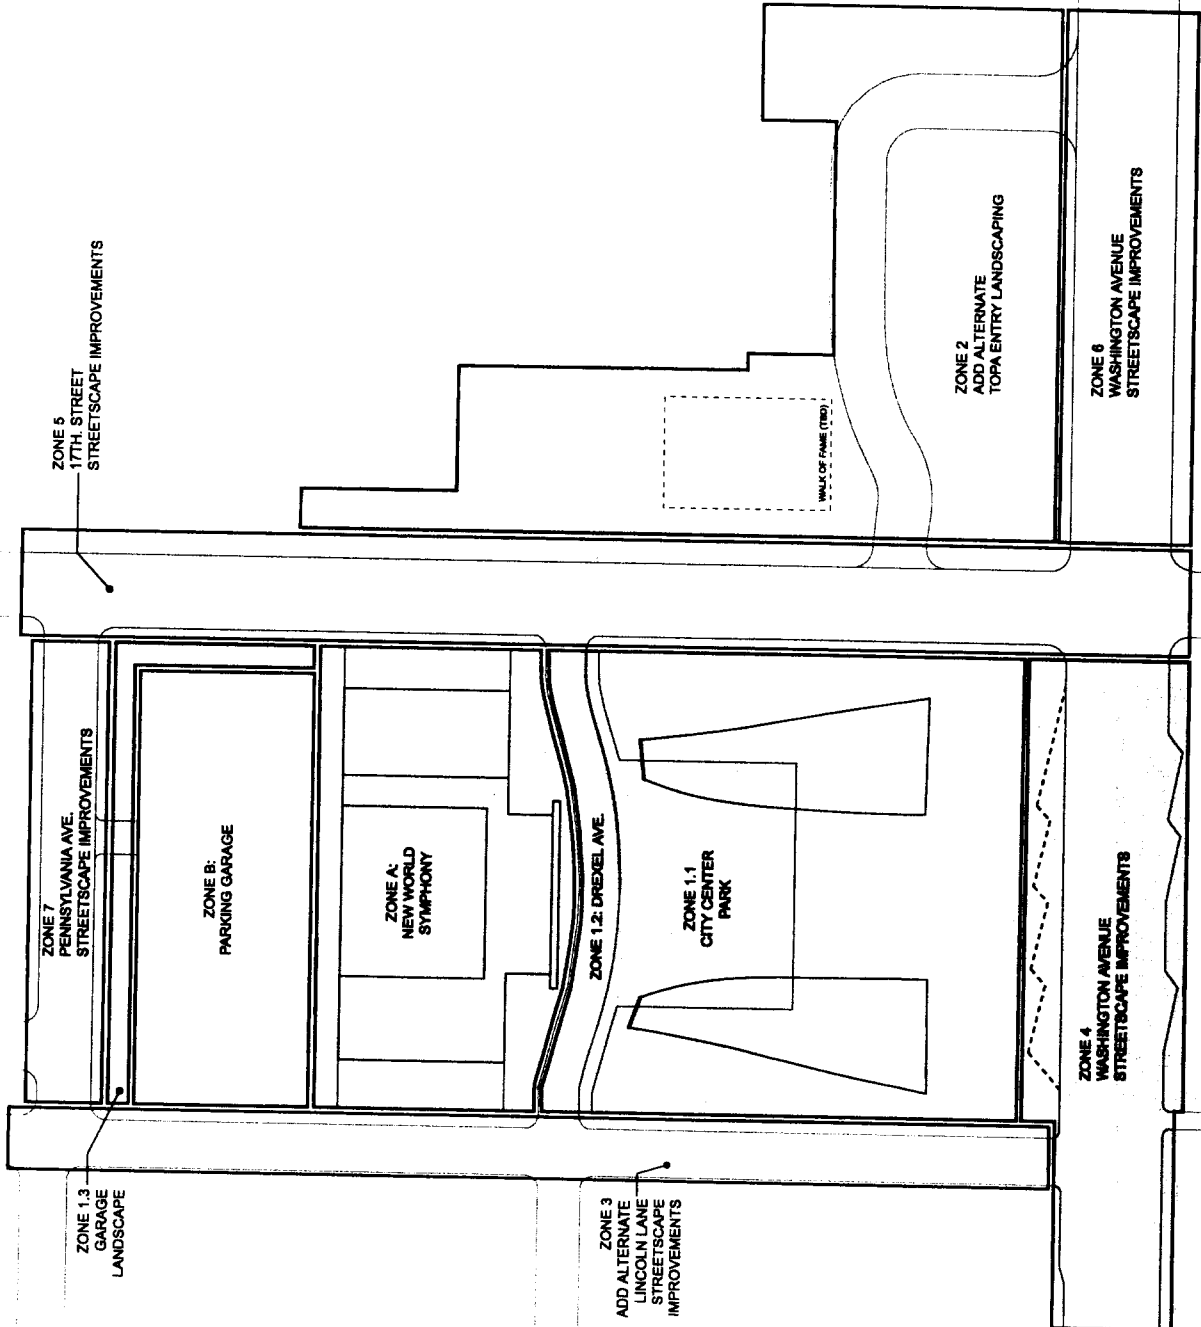 ZONE 5
17TH. STREET
STREETSCAPE IMPROVEMENTS
ZONE 7
PENNSYLVANIA AVE.
STREETSCAPE IMPROVEMENTS
ZONE 1.3
GARAGE
LANDSCAPE
ZONE B:
PARKING GARAGE
ZONE A:
NEW WORLD
SYMPHONY
ZONE 1.2: DREXEL AVE.
ZONE 1.1
CITY CENTER
PARK
ZONE 3
ADD ALTERNATE
LINCOLN LANE
STREETSCAPE
IMPROVEMENTS
WALK OF FAME (TBD)
ZONE 2
ADD ALTERNATE
TOPA ENTRY LANDSCAPING
ZONE 6
WASHINGTON AVENUE
STREETSCAPE IMPROVEMENTS
ZONE 4
WASHINGTON AVENUE
STREETSCAPE IMPROVEMENTS